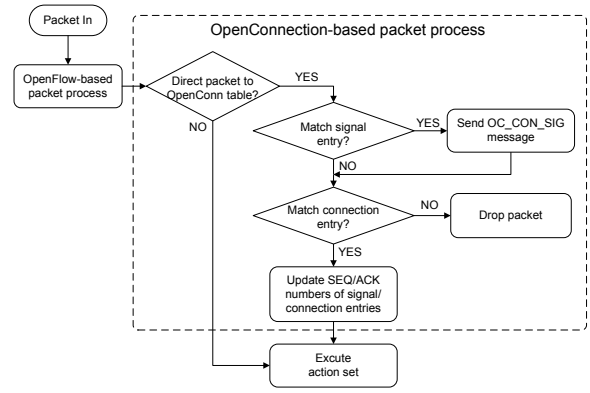 Packet In
OpenConnection-based packet process
OpenFlow-based
packet process
Direct packet to
OpenConn table?
YES
NO
Match signal
entry?
YES
Send OC_CON_SIG
message
NO
Match connection
entry?
NO
Drop packet
YES
Update SEQ/ACK
numbers of signal/
connection entries
Excute
action set